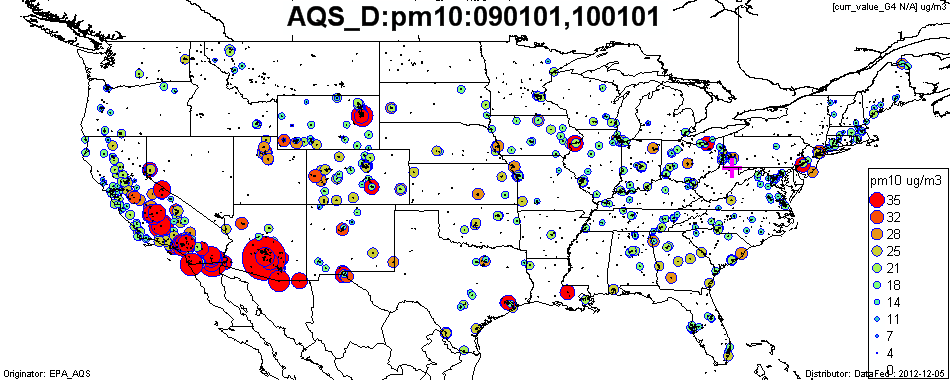 AQS_D:pm10:090101,100101
[curr_value_G4 N/A] ug/m3
pm10 ug/m3
35
32
28
25
21
18
14
11
7
4
0
Originator: EPA_AQS
Distributor: DataFed : 2012-12-05